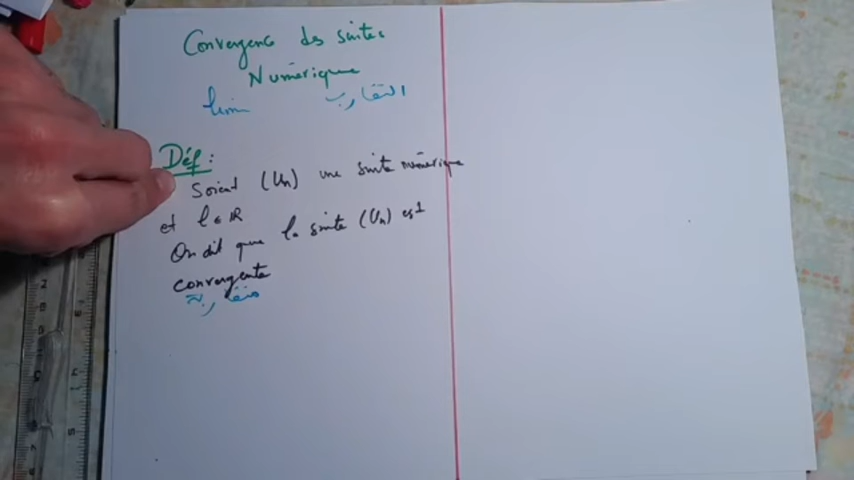 Convergence des suites
Numérique
lim التقارب
Déf:
Soient (Un) une suite numérique
et l ∈ ℝ
On dit que la suite (Un) est
convergente
متقاربة